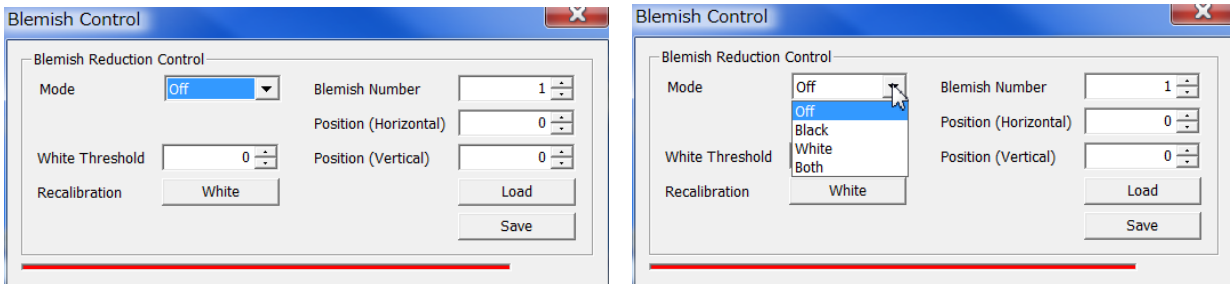 Blemish Control
Blemish Reduction Control
Mode Off Blemish Number 1
Position (Horizontal) 0
White Threshold 0 Position (Vertical) 0
Recalibration White Load
Save
Blemish Control
Blemish Reduction Control
Mode Off Blemish Number 1
Off
Black Position (Horizontal) 0
White Threshold White Position (Vertical) 0
Both
Recalibration White Load
Save